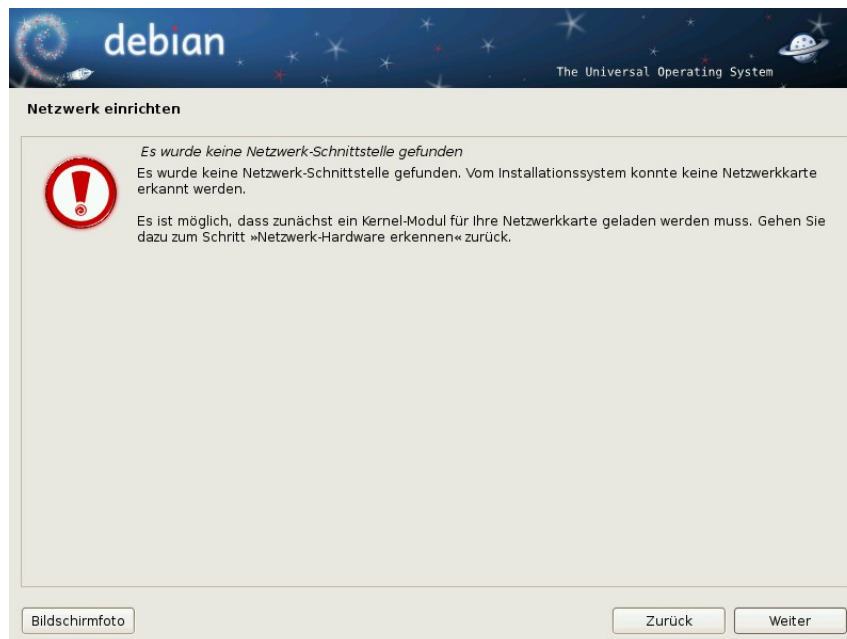 debian
The Universal Operating System
Netzwerk einrichten
Es wurde keine Netzwerk-Schnittstelle gefunden
Es wurde keine Netzwerk-Schnittstelle gefunden. Vom Installationssystem konnte keine Netzwerkkarte
erkannt werden.
Es ist möglich, dass zunächst ein Kernel-Modul für Ihre Netzwerkkarte geladen werden muss. Gehen Sie
dazu zum Schritt »Netzwerk-Hardware erkennen« zurück.
Bildschirmfoto
Zurück
Weiter